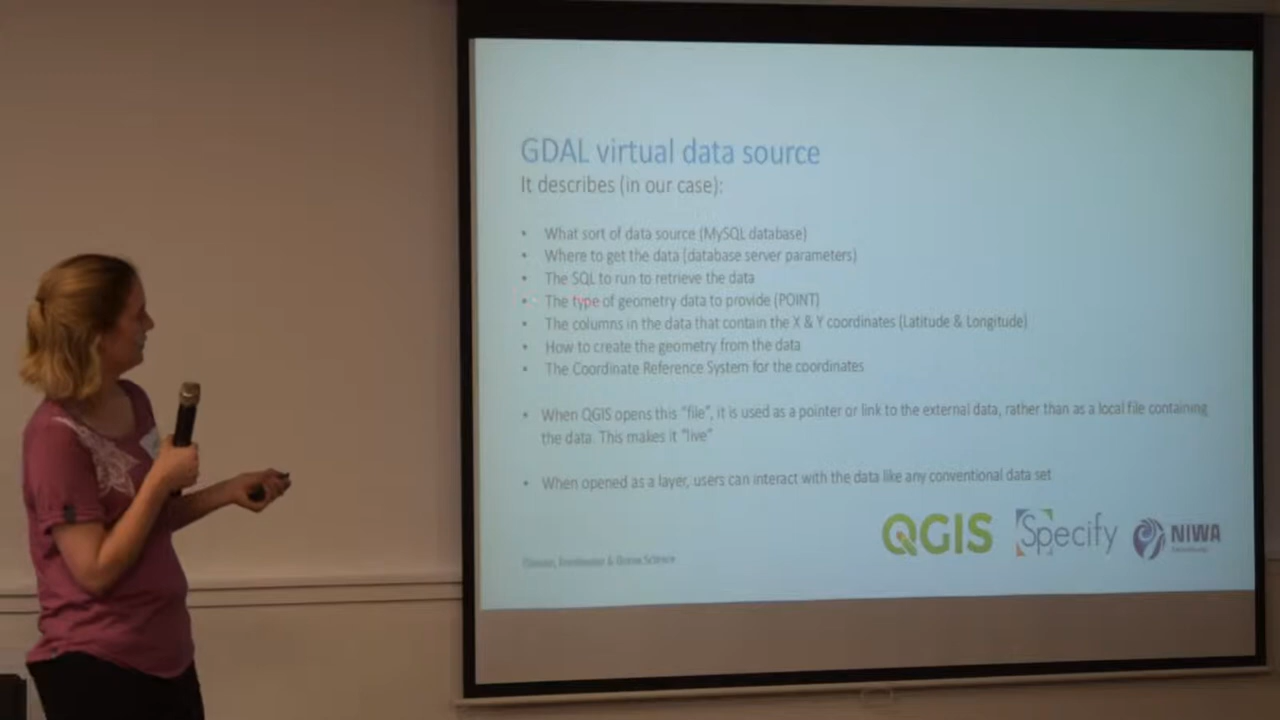 GDAL virtual data source
It describes (in our case):
• What sort of data source (MySQL database)
• Where to get the data (database server parameters)
• The SQL to run to retrieve the data
• The type of geometry data to provide (POINT)
• The columns in the data that contain the X & Y coordinates (Latitude & Longitude)
• How to create the geometry from the data
• The Coordinate Reference System for the coordinates
• When QGIS opens this "file", it is used as a pointer or link to the external data, rather than as a local file containing
the data. This makes it "live"
• When opened as a layer, users can interact with the data like any conventional data set
QGIS Specify NIWA
Climate, Freshwater & Ocean Science